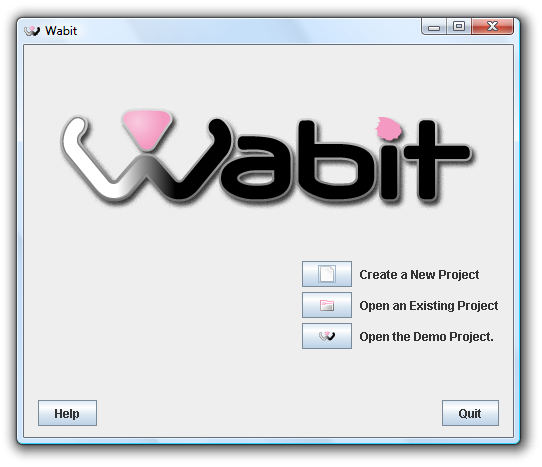 Wabit
Wabit
Create a New Project
Open an Existing Project
Open the Demo Project.
Help
Quit